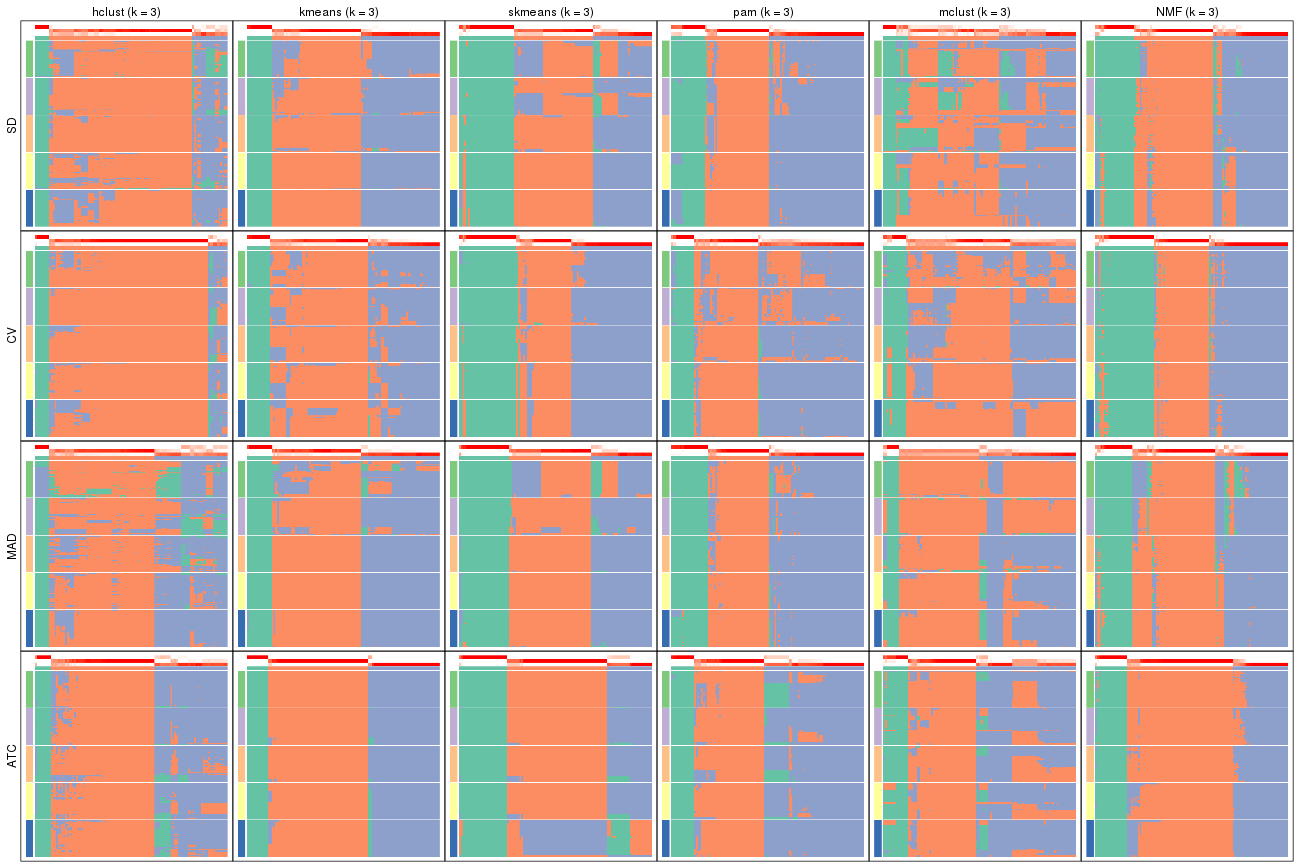 hclust (k = 3)
kmeans (k = 3)
skmeans (k = 3)
pam (k = 3)
mclust (k = 3)
NMF (k = 3)
SD
CV
MAD
ATC